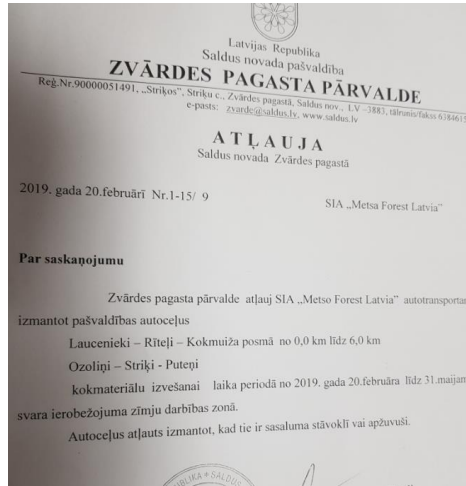 Latvijas Republika
Saldus novada pašvaldība
ZVĀRDES PAGASTA PĀRVALDE
Reģ.Nr.90000051491, „Striķos”, Striķu c., Zvārdes pagastā, Saldus nov., LV -3883, tālrunis/fakss 6384615
e-pasts: zvarde@saldus.lv, www.saldus.lv
ATĻAUJA
Saldus novada Zvārdes pagastā
2019. gada 20.februārī Nr.1-15/ 9
SIA „Metsa Forest Latvia”
Par saskaņojumu
Zvārdes pagasta pārvalde atļauj SIA „Metso Forest Latvia” autotransportam
izmantot pašvaldības autoceļus
Laucenieki – Rīteļi – Kokmuiža posmā no 0,0 km līdz 6,0 km
Ozoliņi – Striķi - Puteņi
kokmateriālu izvešanai laika periodā no 2019. gada 20.februāra līdz 31.maijam
svara ierobežojuma zīmju darbības zonā.
Autoceļus atļauts izmantot, kad tie ir sasaluma stāvoklī vai apžuvuši.